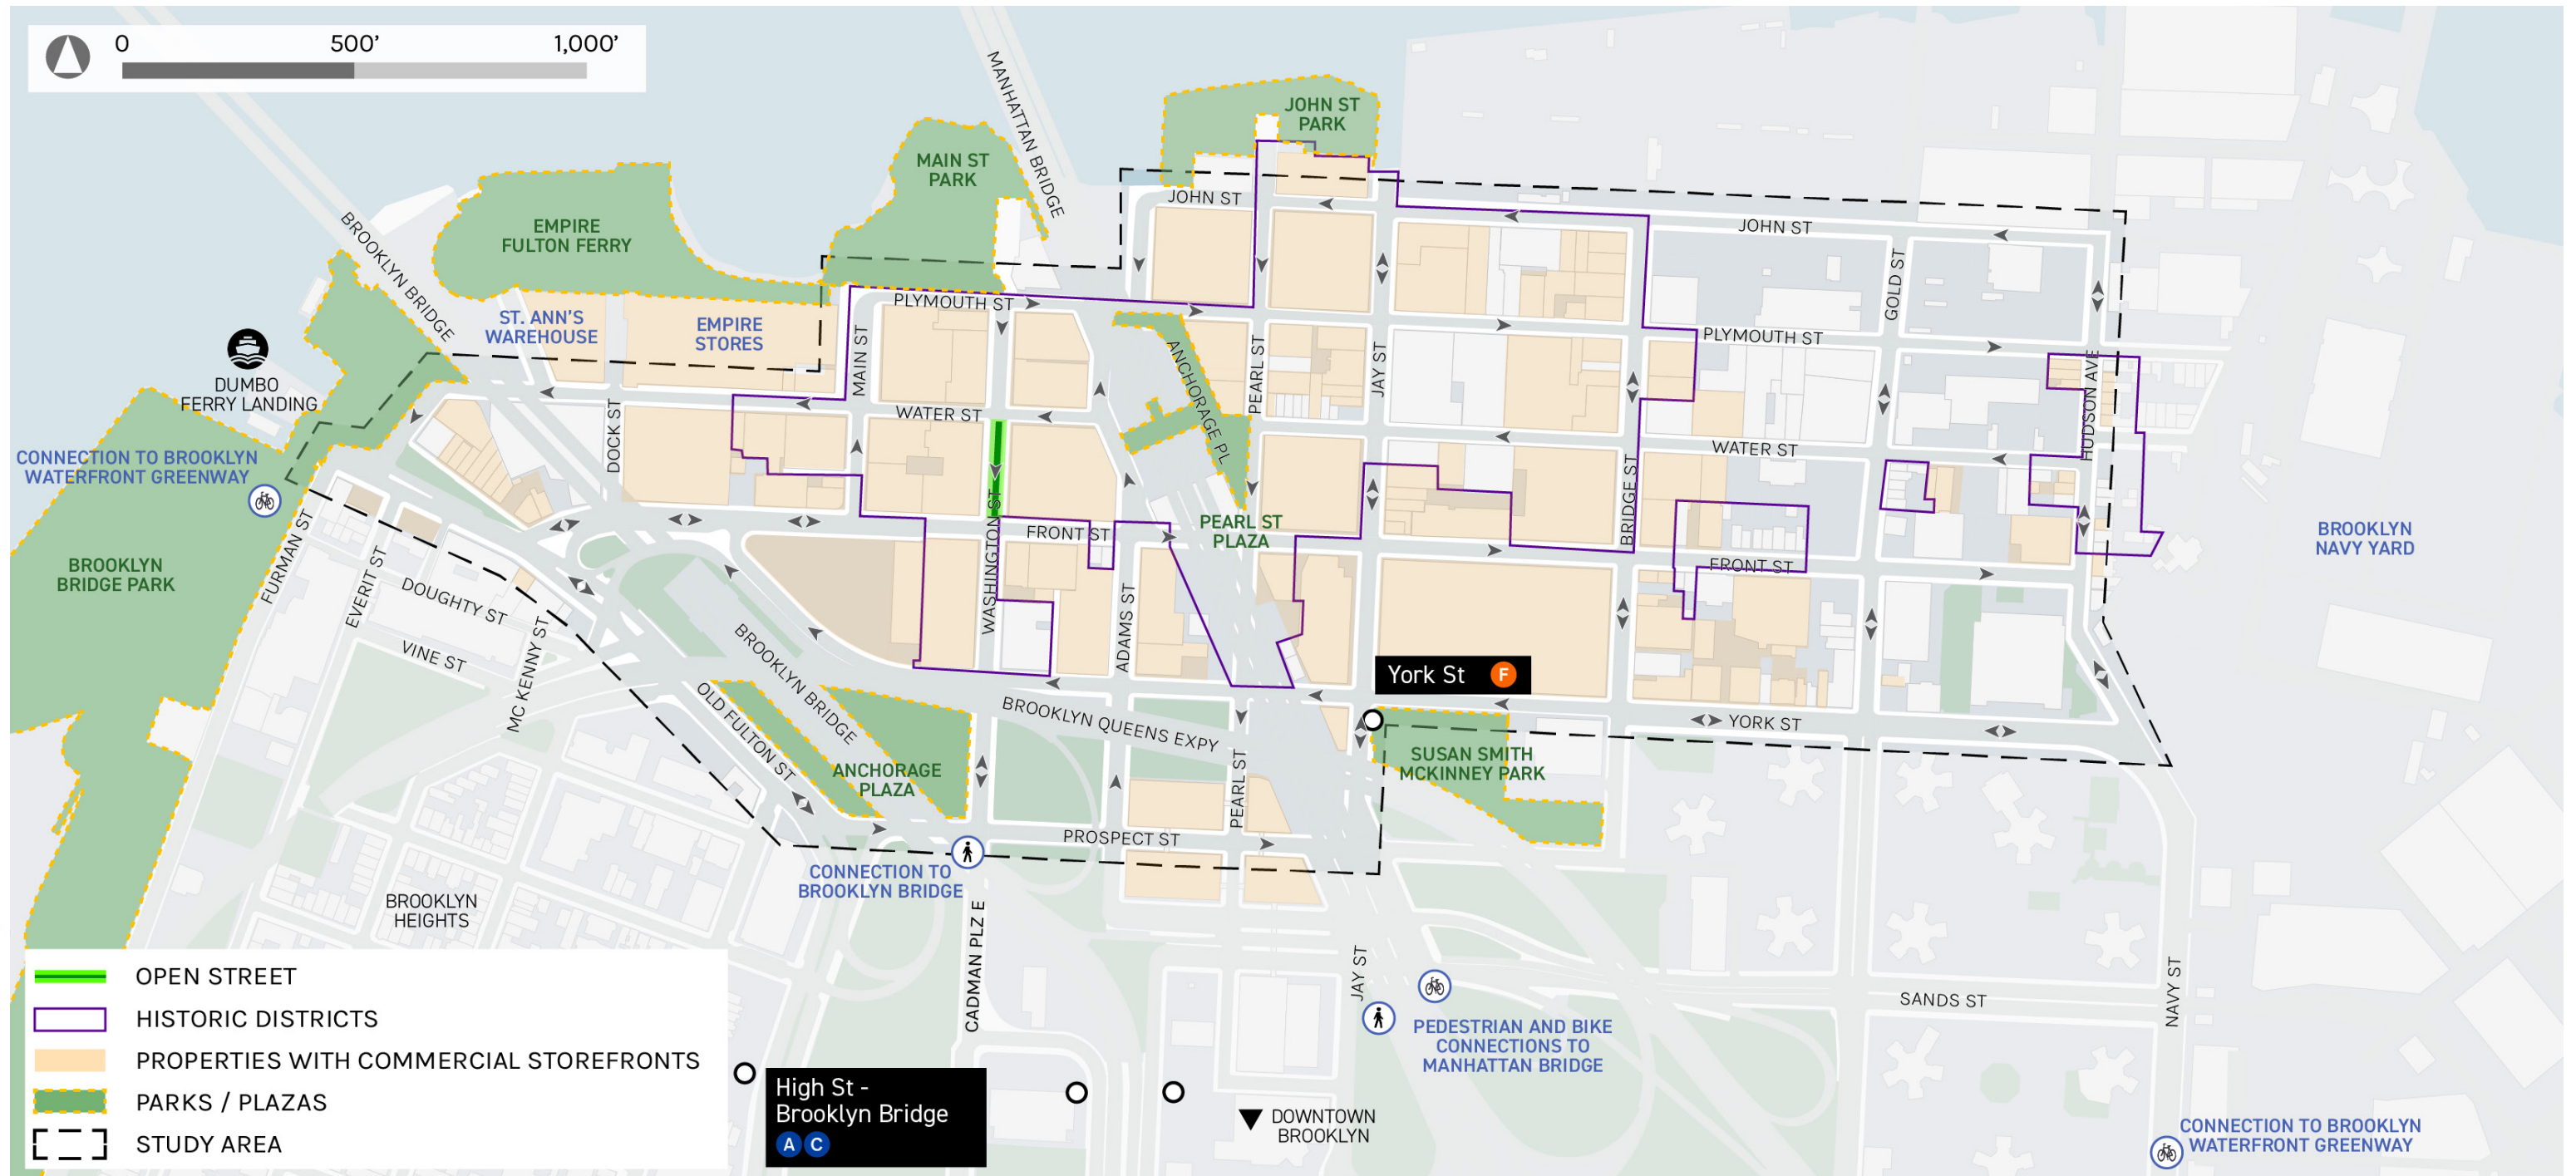 0 500' 1,000'
MANHATTAN BRIDGE
JOHN ST
PARK
MAIN ST
PARK
JOHN ST
JOHN ST
EMPIRE
FULTON FERRY
BROOKLYN BRIDGE
GOLD ST
PLYMOUTH ST
PLYMOUTH ST
ST. ANN'S
WAREHOUSE
EMPIRE
STORES
MAIN ST
ANCHORAGE PL
PEARL ST
JAY ST
HUDSON AVE
DUMBO
FERRY LANDING
DOCK ST
WATER ST
WATER ST
CONNECTION TO BROOKLYN
WATERFRONT GREENWAY
BRIDGE ST
FURMAN ST
WASHINGTON ST
FRONT ST
PEARL ST
PLAZA
FRONT ST
BROOKLYN
NAVY YARD
BROOKLYN
BRIDGE PARK
EVERIT ST
DOUGHTY ST
ADAMS ST
VINE ST
MC KENNY ST
BROOKLYN BRIDGE
York St F
OLD FULTON ST
BROOKLYN QUEENS EXPY
YORK ST
ANCHORAGE
PLAZA
PEARL ST
SUSAN SMITH
MCKINNEY PARK
PROSPECT ST
CONNECTION TO
BROOKLYN BRIDGE
BROOKLYN
HEIGHTS
CADMAN PLZ E
JAY ST
SANDS ST
NAVY ST
PEDESTRIAN AND BIKE
CONNECTIONS TO
MANHATTAN BRIDGE
OPEN STREET
HISTORIC DISTRICTS
PROPERTIES WITH COMMERCIAL STOREFRONTS
PARKS / PLAZAS
STUDY AREA
High St -
Brooklyn Bridge
A C
DOWNTOWN
BROOKLYN
CONNECTION TO BROOKLYN
WATERFRONT GREENWAY